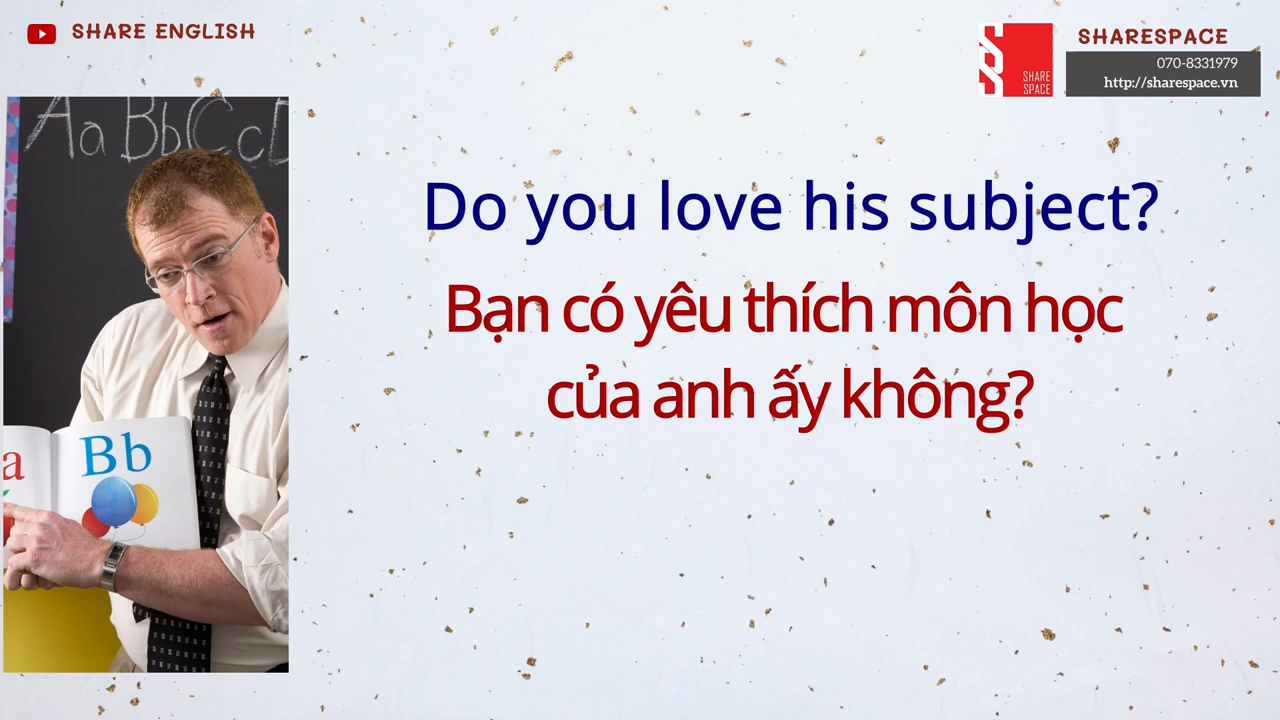 SHARE ENGLISH
SHARESPACE
070-8331979
http://sharespace.vn
SHARE
SPACE
Aa Bb Cc D
Do you love his subject?
Bạn có yêu thích môn học
của anh ấy không?
a
Bb